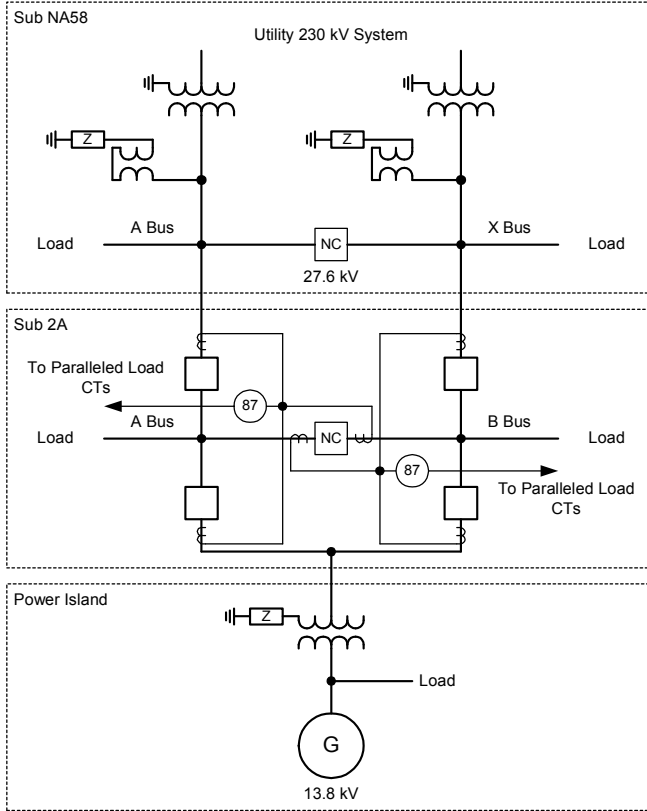 Sub NA58
Utility 230 kV System
Z
Z
A Bus
X Bus
Load
NC
Load
27.6 kV
Sub 2A
To Paralleled Load
CTs
87
A Bus
B Bus
Load
NC
Load
87
To Paralleled Load
CTs
Power Island
Z
Load
G
13.8 kV